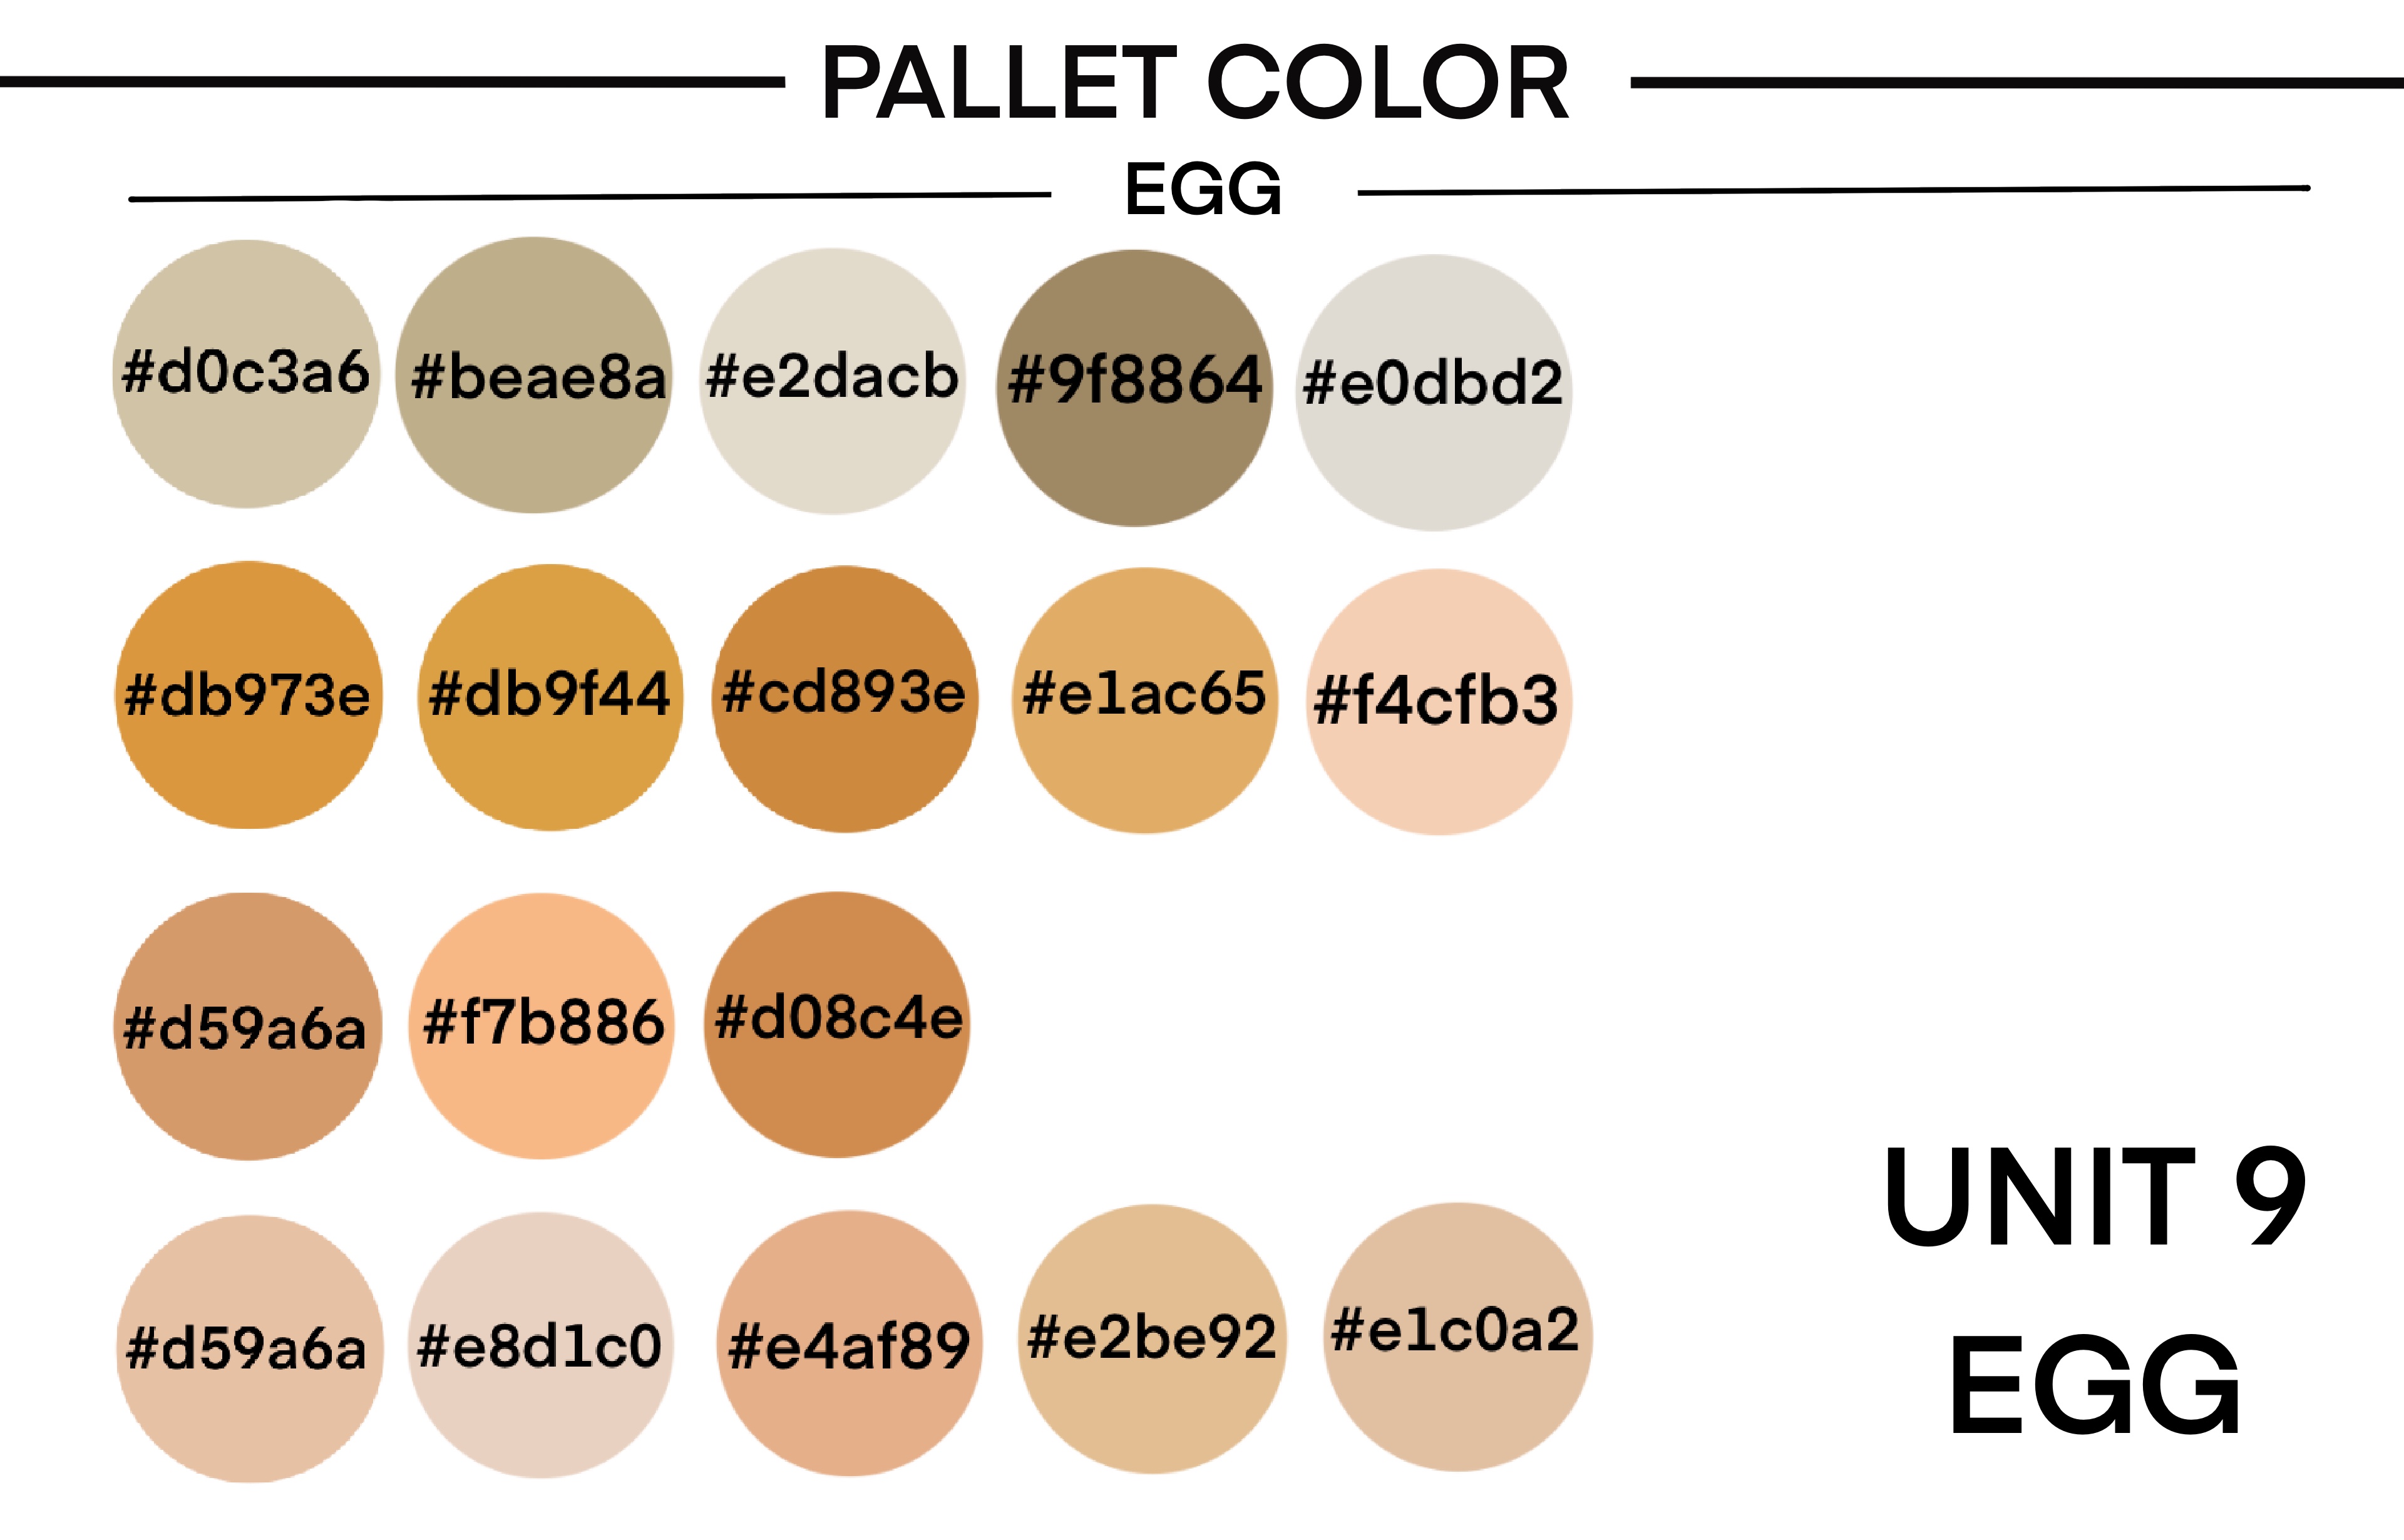 PALLET COLOR
EGG
#d0c3a6 #beae8a #e2dacb #9f8864 #e0dbd2
#db973e #db9f44 #cd893e #e1ac65 #f4cfb3
#d59a6a #f7b886 #d08c4e
#d59a6a #e8d1c0 #e4af89 #e2be92 #e1c0a2
UNIT 9
EGG